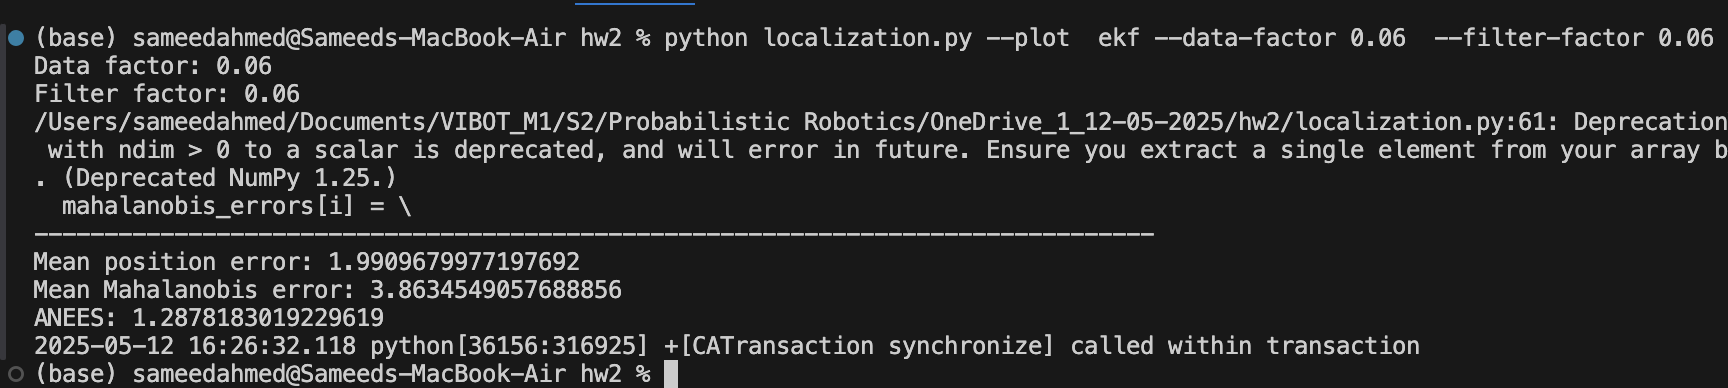 (base) sameedahmed@Sameeds-MacBook-Air hw2 % python localization.py --plot  ekf --data-factor 0.06  --filter-factor 0.06
Data factor: 0.06
Filter factor: 0.06
/Users/sameedahmed/Documents/VIBOT_M1/S2/Probabilistic Robotics/OneDrive_1_12-05-2025/hw2/localization.py:61: Deprecation
 with ndim > 0 to a scalar is deprecated, and will error in future. Ensure you extract a single element from your array b
. (Deprecated NumPy 1.25.)
  mahalanobis_errors[i] = \
--------------------------------------------------------------------------------
Mean position error: 1.9909679977197692
Mean Mahalanobis error: 3.8634549057688856
ANEES: 1.2878183019229619
2025-05-12 16:26:32.118 python[36156:316925] +[CATransaction synchronize] called within transaction
(base) sameedahmed@Sameeds-MacBook-Air hw2 %